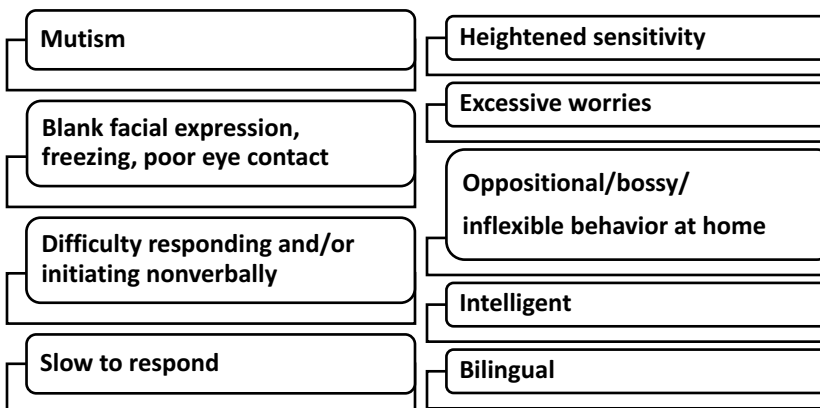 Mutism
Blank facial expression,
freezing, poor eye contact
Difficulty responding and/or
initiating nonverbally
Slow to respond
Heightened sensitivity
Excessive worries
Oppositional/bossy/
inflexible behavior at home
Intelligent
Bilingual